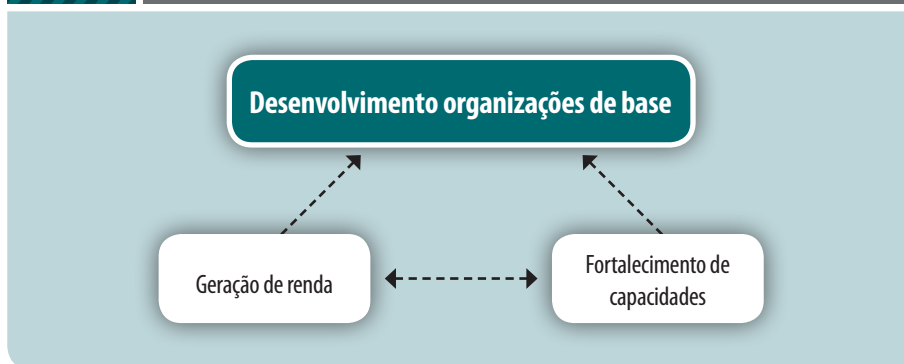 Desenvolvimento organizações de base
Geração de renda
Fortalecimento de
capacidades